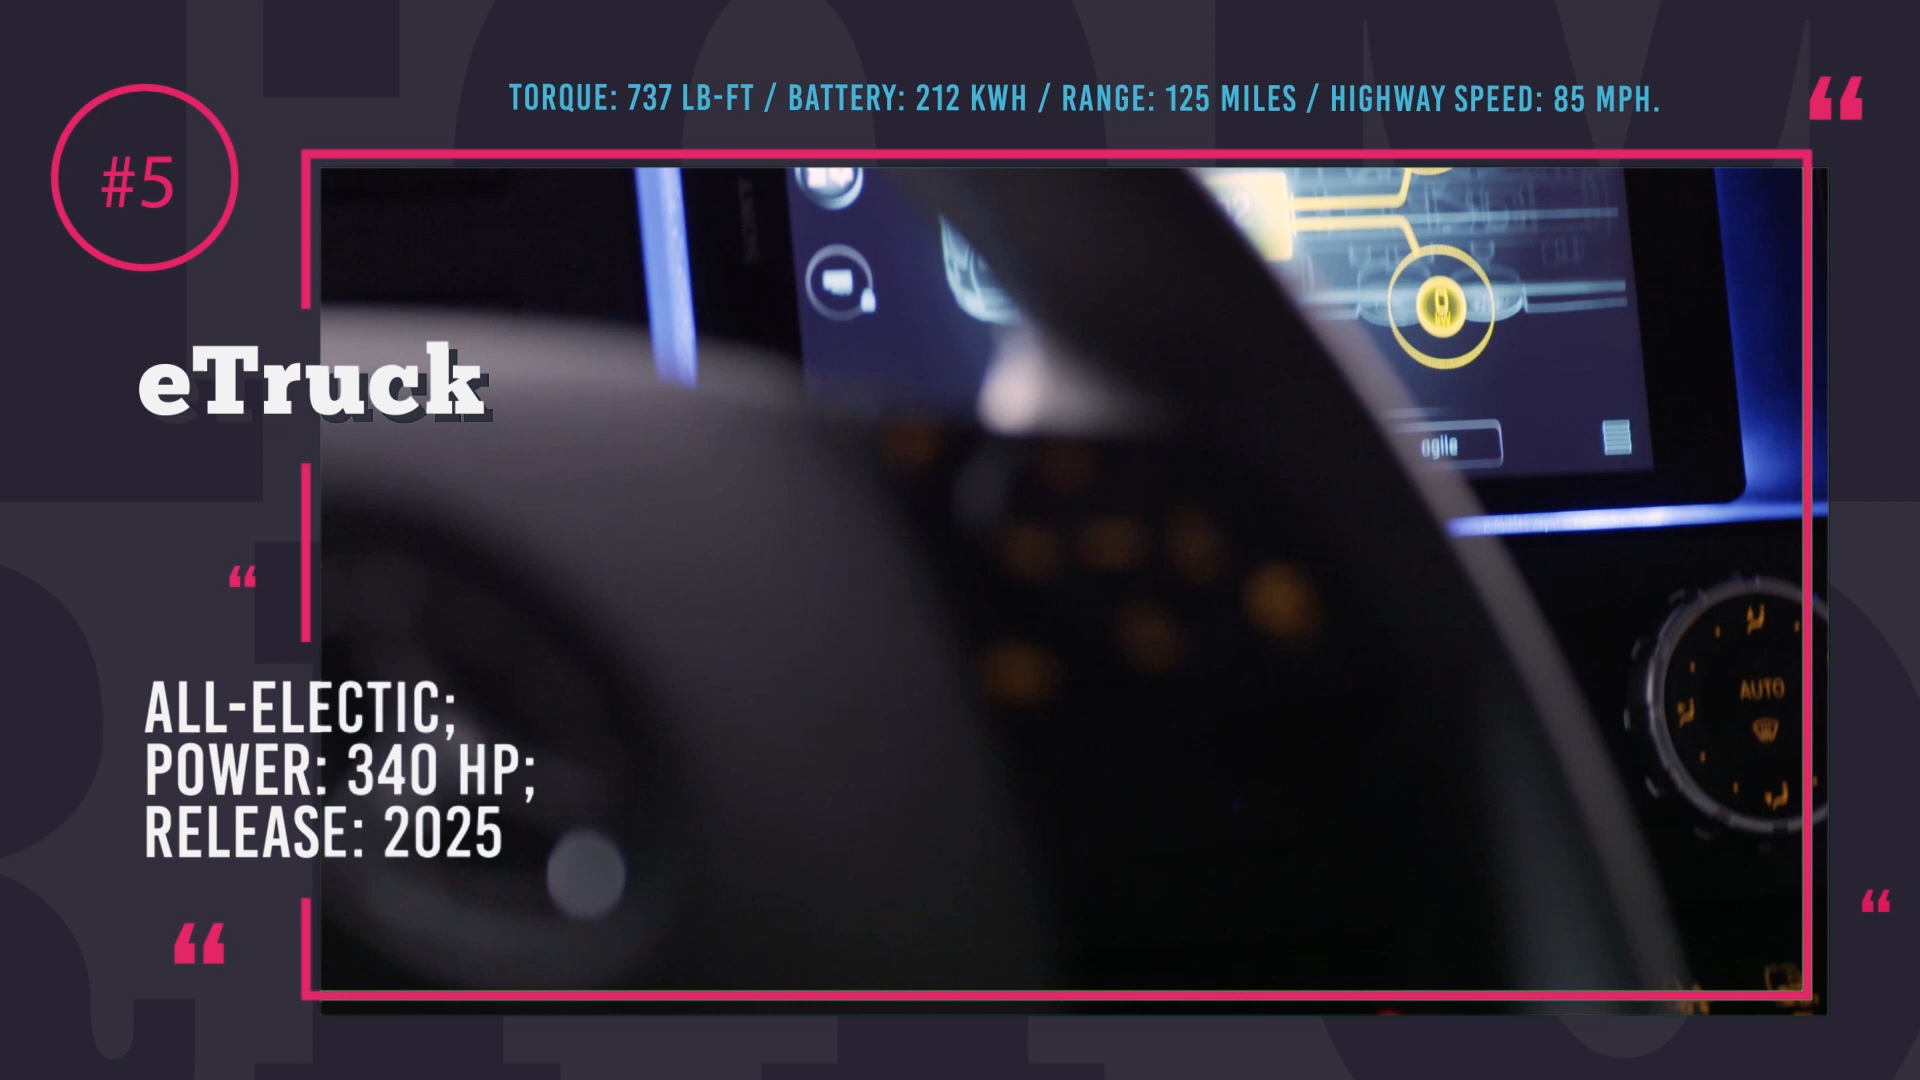 TORQUE: 737 LB-FT / BATTERY: 212 KWH / RANGE: 125 MILES / HIGHWAY SPEED: 85 MPH.
#5
eTruck
agile
ALL-ELECTIC;
POWER: 340 HP;
RELEASE: 2025
AUTO